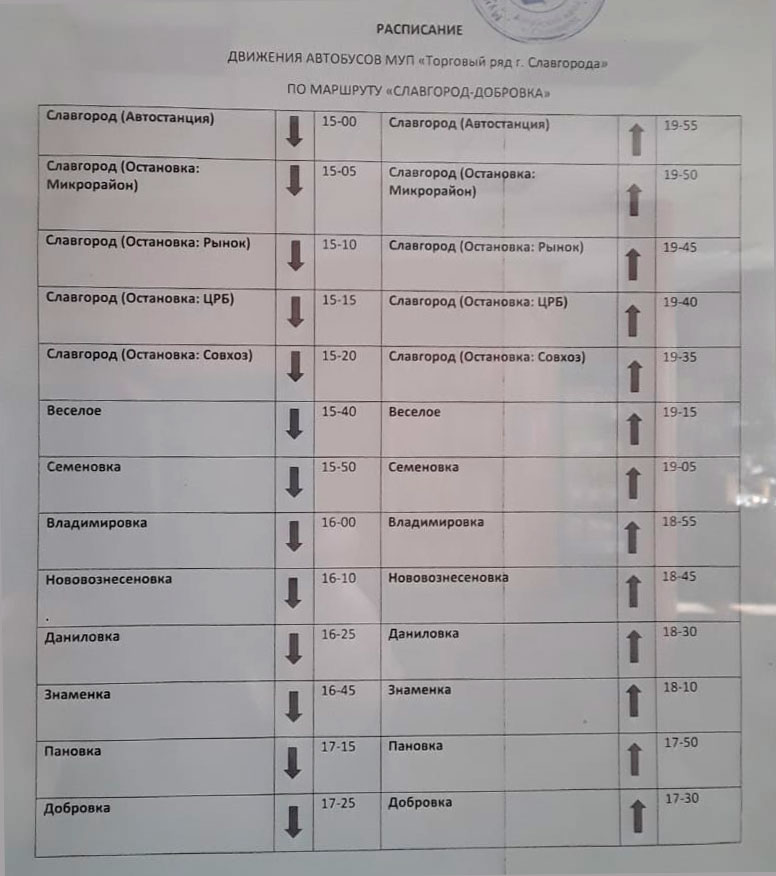 РАСПИСАНИЕ
ДВИЖЕНИЯ АВТОБУСОВ МУП «Торговый ряд г. Славгорода»
ПО МАРШРУТУ «СЛАВГОРОД-ДОБРОВКА»
Славгород (Автостанция) 15-00 Славгород (Автостанция) 19-55
Славгород (Остановка: 15-05 Славгород (Остановка: 19-50
Микрорайон) Микрорайон)
Славгород (Остановка: Рынок) 15-10 Славгород (Остановка: Рынок) 19-45
Славгород (Остановка: ЦРБ) 15-15 Славгород (Остановка: ЦРБ) 19-40
Славгород (Остановка: Совхоз) 15-20 Славгород (Остановка: Совхоз) 19-35
Веселое 15-40 Веселое 19-15
Семеновка 15-50 Семеновка 19-05
Владимировка 16-00 Владимировка 18-55
Нововознесеновка 16-10 Нововознесеновка 18-45
Даниловка 16-25 Даниловка 18-30
Знаменка 16-45 Знаменка 18-10
Пановка 17-15 Пановка 17-50
Добровка 17-25 Добровка 17-30